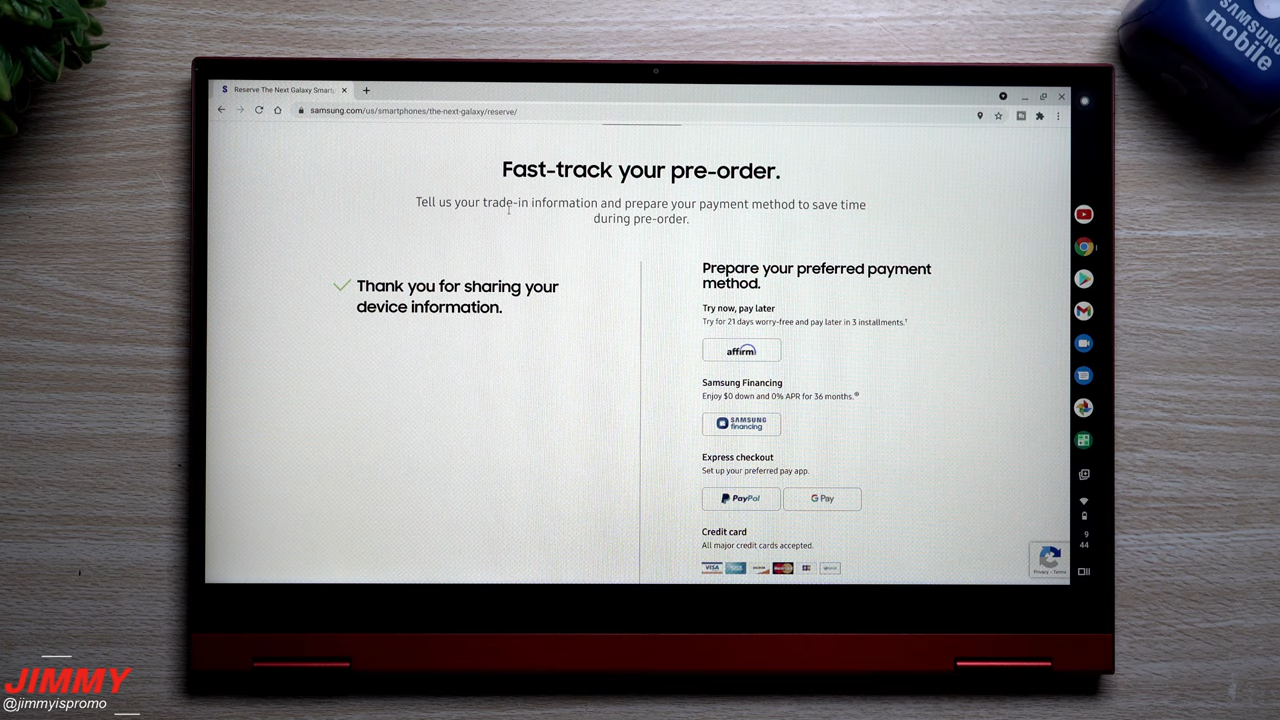 SAMSUNG
mobile
S Reserve The Next Galaxy Smart
samsung.com/us/smartphones/the-next-galaxy/reserve/
Fast-track your pre-order.
Tell us your trade-in information and prepare your payment method to save time
during pre-order.
Thank you for sharing your
device information.
Prepare your preferred payment
method.
Try now, pay later
Try for 21 days worry-free and pay later in 3 installments.
affirm
Samsung Financing
Enjoy $0 down and 0% APR for 36 months.
SAMSUNG
financing
Express checkout
Set up your preferred pay app.
PayPal
G Pay
Credit card
All major credit cards accepted.
VISA
Privacy - Terms
9
44
JIMMY
@jimmyispromo